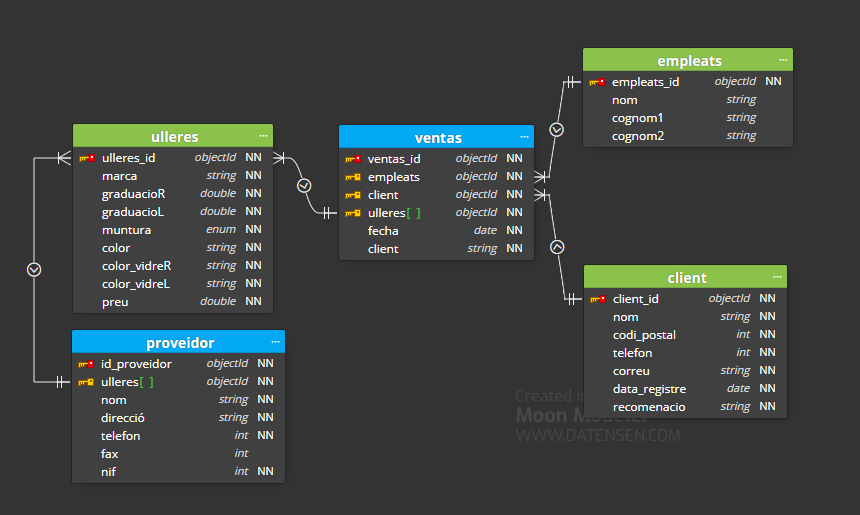 empleats ...
empleats_id objectId NN
nom string
cognom1 string
cognom2 string
ulleres ...
ulleres_id objectId NN
marca string NN
graduacioR double NN
graduacioL double NN
muntura enum NN
color string NN
color_vidreR string NN
color_vidreL string NN
preu double NN
ventas ...
ventas_id objectId NN
empleats objectId NN
client objectId NN
ulleres[ ] objectId NN
fecha date NN
client string NN
client ...
client_id objectId NN
nom string NN
codi_postal int NN
telefon int NN
correu string NN
data_registre date NN
recomenacio string NN
proveidor ...
id_proveidor objectId NN
ulleres[ ] objectId NN
nom string NN
direcció string NN
telefon int NN
fax int
nif int NN
Created in
Moon Modeler
WWW.DATENSEN.COM